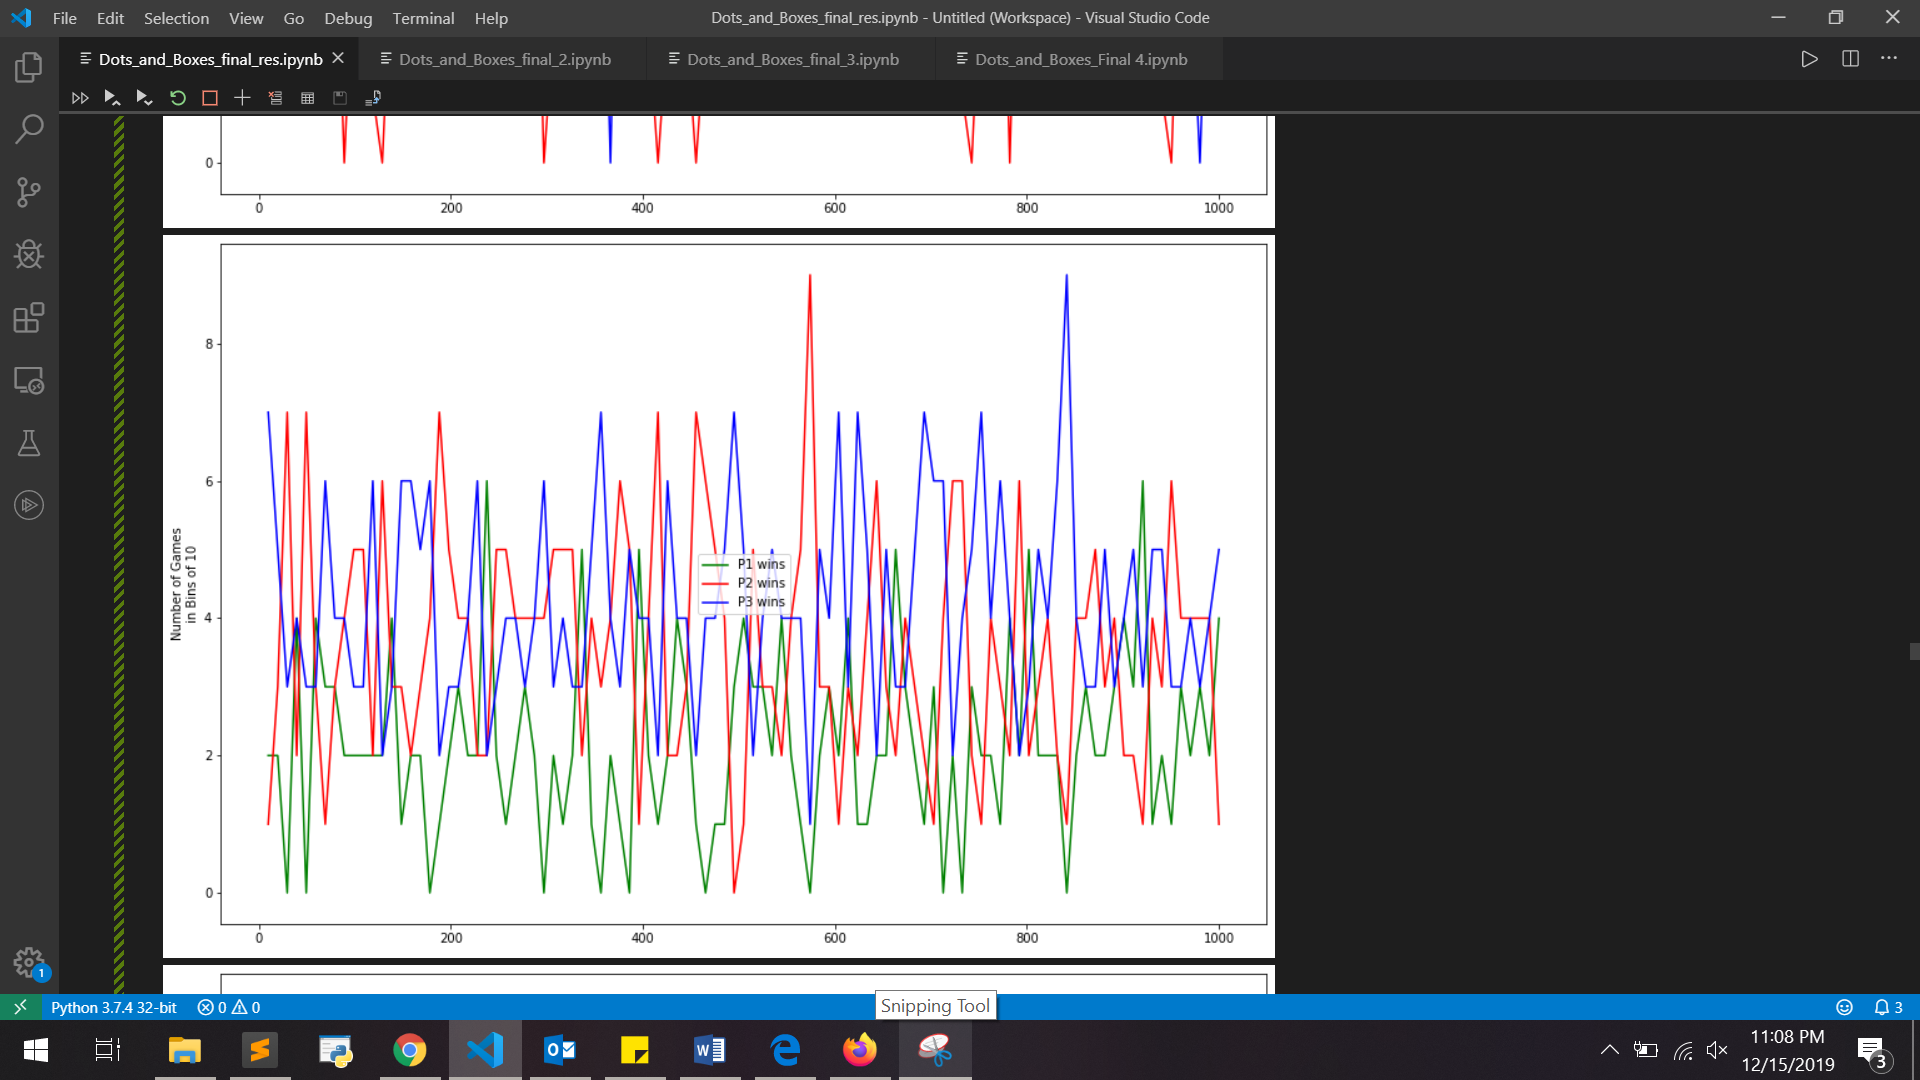 File Edit Selection View Go Debug Terminal Help
Dots_and_Boxes_final_res.ipynb - Untitled (Workspace) - Visual Studio Code
Dots_and_Boxes_final_res.ipynb
Dots_and_Boxes_final_2.ipynb
Dots_and_Boxes_final_3.ipynb
Dots_and_Boxes_Final 4.ipynb
0
0 200 400 600 800 1000
8
6
4
2
0
Number of Games
in Bins of 10
P1 wins
P2 wins
P3 wins
0 200 400 600 800 1000
1
Python 3.7.4 32-bit
0 0
Snipping Tool
3
11:08 PM
12/15/2019
3